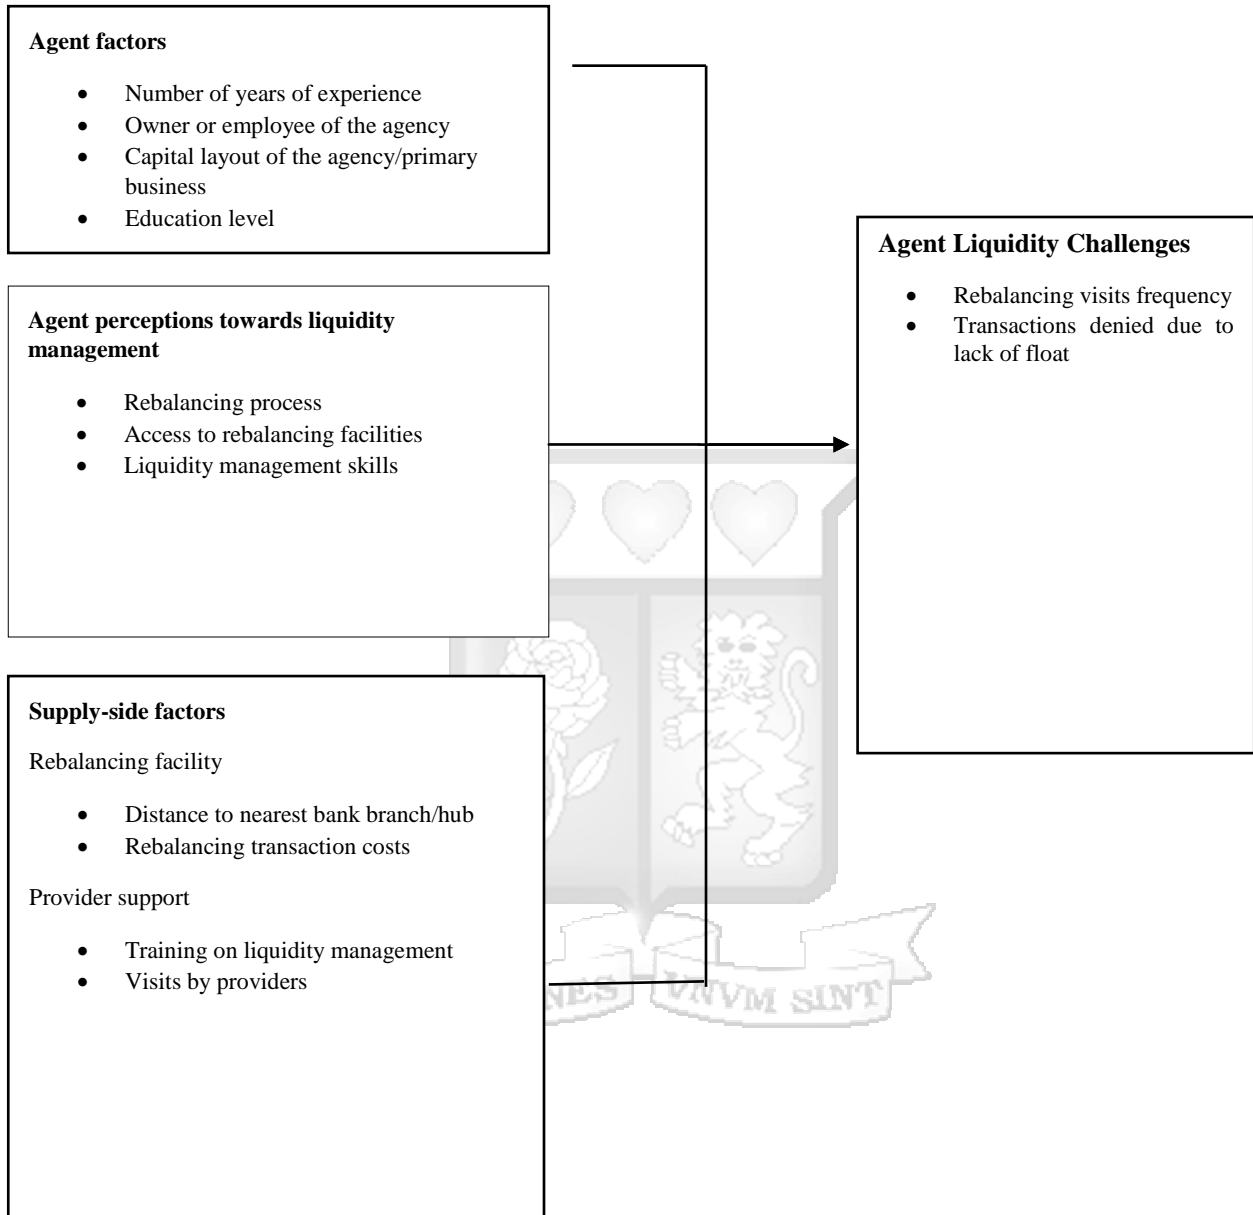 Agent factors
• Number of years of experience
• Owner or employee of the agency
• Capital layout of the agency/primary
business
• Education level
Agent perceptions towards liquidity
management
• Rebalancing process
• Access to rebalancing facilities
• Liquidity management skills
Supply-side factors
Rebalancing facility
• Distance to nearest bank branch/hub
• Rebalancing transaction costs
Provider support
• Training on liquidity management
• Visits by providers
Agent Liquidity Challenges
• Rebalancing visits frequency
• Transactions denied due to
lack of float
VNVM SINT